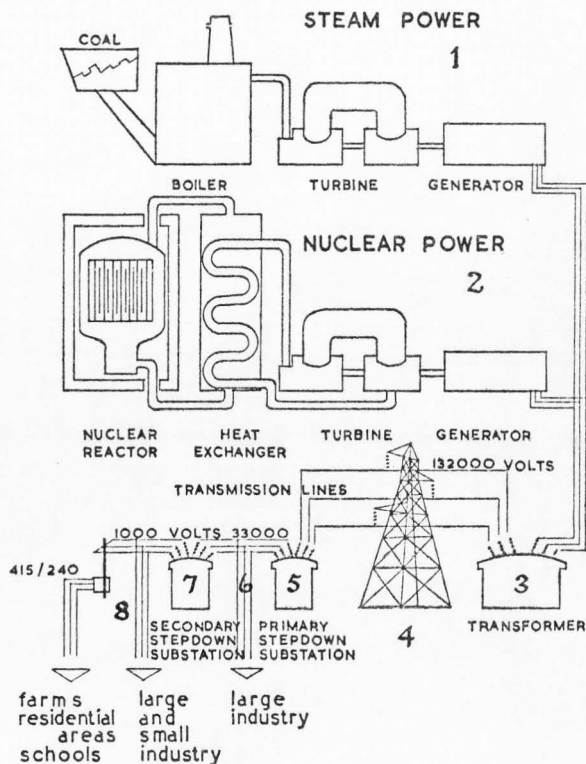 STEAM POWER
COAL
1
BOILER TURBINE GENERATOR
NUCLEAR POWER
2
NUCLEAR REACTOR
HEAT EXCHANGER
TURBINE GENERATOR
132000 VOLTS
TRANSMISSION LINES
1000 VOLTS 33000
415/240
7 6 5 3
8
4
SECONDARY STEPDOWN SUBSTATION
PRIMARY STEPDOWN SUBSTATION
TRANSFORMER
farms
residential
areas
schools
large
and
small
industry
large
industry